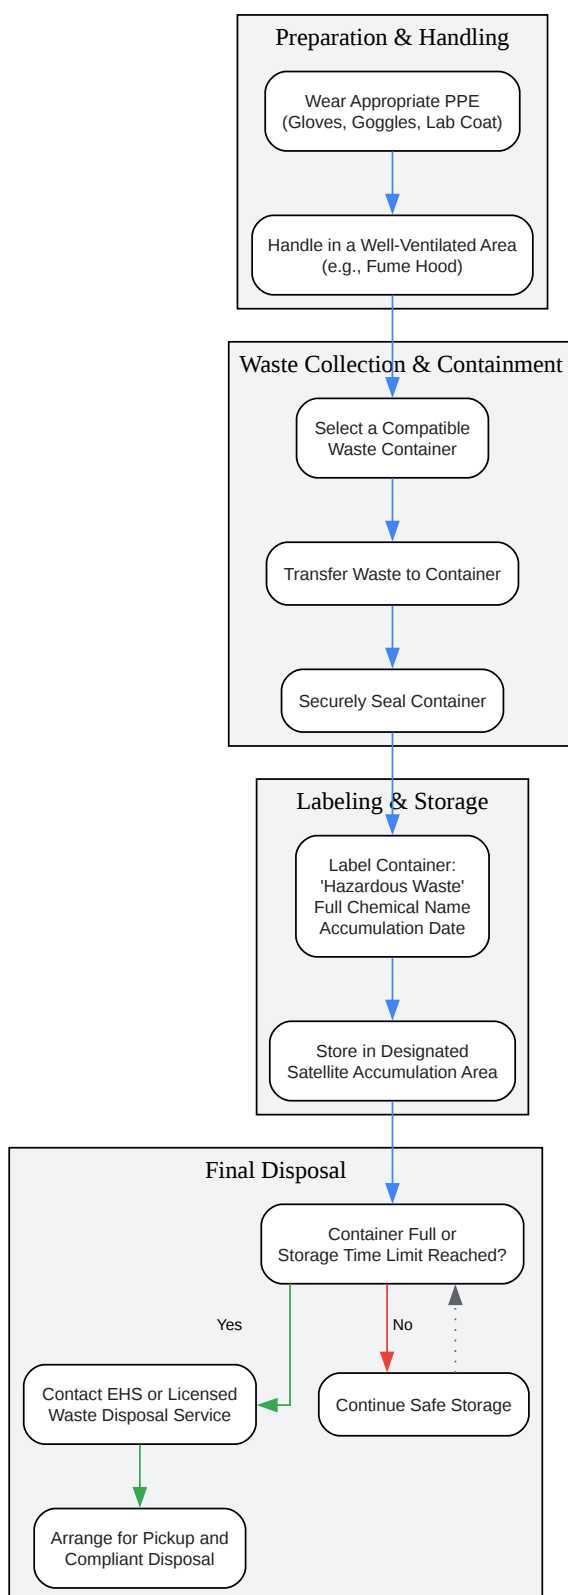 Preparation & Handling
Wear Appropriate PPE
(Gloves, Goggles, Lab Coat)
Handle in a Well-Ventilated Area
(e.g., Fume Hood)
Waste Collection & Containment
Select a Compatible
Waste Container
Transfer Waste to Container
Securely Seal Container
Labeling & Storage
Label Container:
'Hazardous Waste'
Full Chemical Name
Accumulation Date
Store in Designated
Satellite Accumulation Area
Final Disposal
Container Full or
Storage Time Limit Reached?
Yes
No
Contact EHS or Licensed
Waste Disposal Service
Continue Safe Storage
Arrange for Pickup and
Compliant Disposal